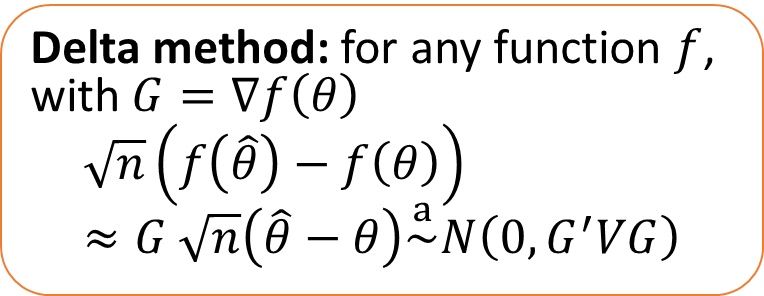 Delta method: for any function f,
with G = ∇f(θ)
√n(f(θ̂) − f(θ))
≈ G √n(θ̂ − θ) ~ᵃ N(0, G′VG)